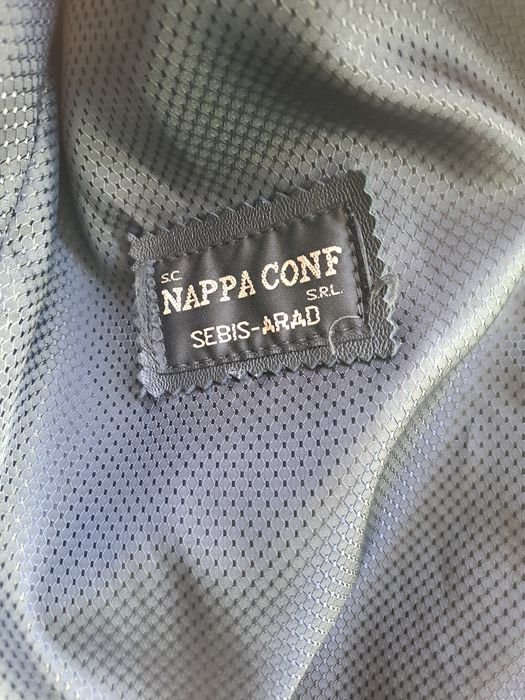 S.C.
NAPPA CONF
S.R.L.
SEBIS-ARAD